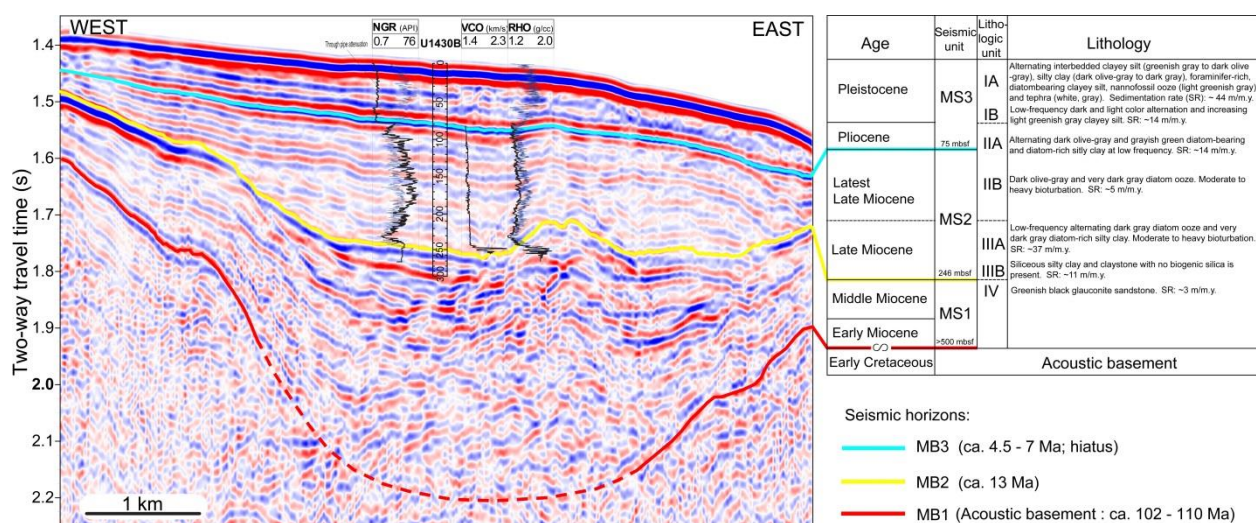 WEST
NGR (API)
0.7 76
Through pipe attenuation
U1430B
VCO (km/s)
1.4 2.3
RHO (g/cc)
1.2 2.0
EAST
Two-way travel time (s)
1.4
1.5
1.6
1.7
1.8
1.9
2.0
2.1
2.2
50
100
150
200
250
300
1 km
Age
Seismic
unit
Litho-
logic
unit
Lithology
Pleistocene
Pliocene
Latest
Late Miocene
Late Miocene
Middle Miocene
Early Miocene
Early Cretaceous
MS3
75 mbsf
MS2
246 mbsf
MS1
>500 mbsf
IA
IB
IIA
IIB
IIIA
IIIB
IV
Alternating interbedded clayey silt (greenish gray to dark olive
-gray), silty clay (dark olive-gray to dark gray), foraminifer-rich,
diatombearing clayey silt, nannofossil ooze (light greenish gray)
and tephra (white, gray). Sedimentation rate (SR): ~ 44 m/m.y.
Low-frequency dark and light color alternation and increasing
light greenish gray clayey silt. SR: ~14 m/m.y.
Alternating dark olive-gray and grayish green diatom-bearing
and diatom-rich sitly clay at low frequency. SR: ~14 m/m.y.
Dark olive-gray and very dark gray diatom ooze. Moderate to
heavy bioturbation. SR: ~5 m/m.y.
Low-frequency alternating dark gray diatom ooze and very
dark gray diatom-rich silty clay. Moderate to heavy bioturbation.
SR: ~37 m/m.y.
Siliceous silty clay and claystone with no biogenic silica is
present. SR: ~11 m/m.y.
Greenish black glauconite sandstone. SR: ~3 m/m.y.
Acoustic basement
Seismic horizons:
MB3 (ca. 4.5 - 7 Ma; hiatus)
MB2 (ca. 13 Ma)
MB1 (Acoustic basement : ca. 102 - 110 Ma)